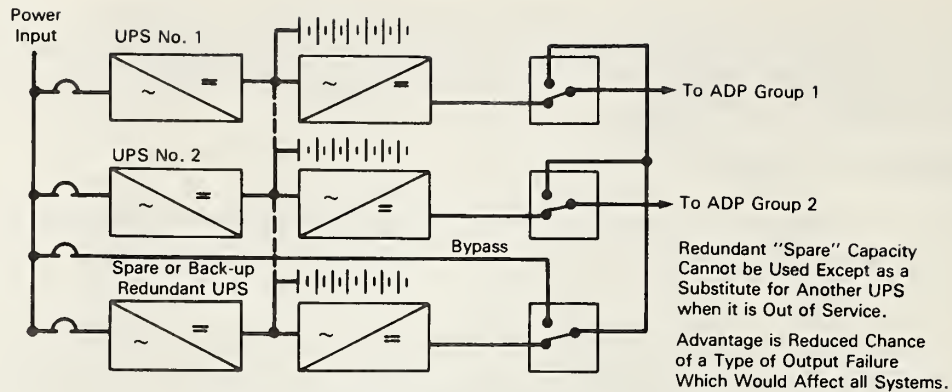 Power
Input
UPS No. 1
~ =
~ =
To ADP Group 1
UPS No. 2
~ =
~ =
To ADP Group 2
Bypass
Spare or Back-up
Redundant UPS
~ =
~ =
Redundant "Spare" Capacity
Cannot be Used Except as a
Substitute for Another UPS
when it is Out of Service.
Advantage is Reduced Chance
of a Type of Output Failure
Which Would Affect all Systems.